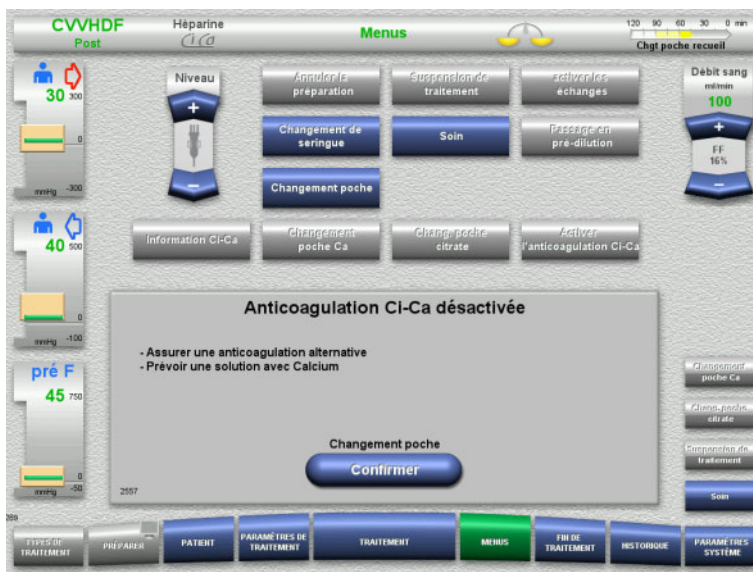 CVVHDF
Post
Héparine
Ci Ca
Menus
120 90 60 30 0 min
Chgt poche recueil
30 300
0
mmHg -300
Niveau
+
−
Annuler la
préparation
Suspension de
traitement
activer les
échanges
Changement de
seringue
Soin
Passage en
pré-dilution
Changement poche
Débit sang
ml/min
100
+
FF
16%
−
40 500
0
mmHg -100
Information Ci-Ca
Changement
poche Ca
Chang. poche
citrate
Activer
l'anticoagulation Ci-Ca
Anticoagulation Ci-Ca désactivée
- Assurer une anticoagulation alternative
- Prévoir une solution avec Calcium
Changement poche
Confirmer
2557
pré F
45 750
0
mmHg -50
Changement
poche Ca
Chang. poche
citrate
Suspension de
traitement
Soin
TYPES DE
TRAITEMENT
PRÉPARER
PATIENT
PARAMÈTRES DE
TRAITEMENT
TRAITEMENT
MENUS
FIN DE
TRAITEMENT
HISTORIQUE
PARAMÈTRES
SYSTÈME